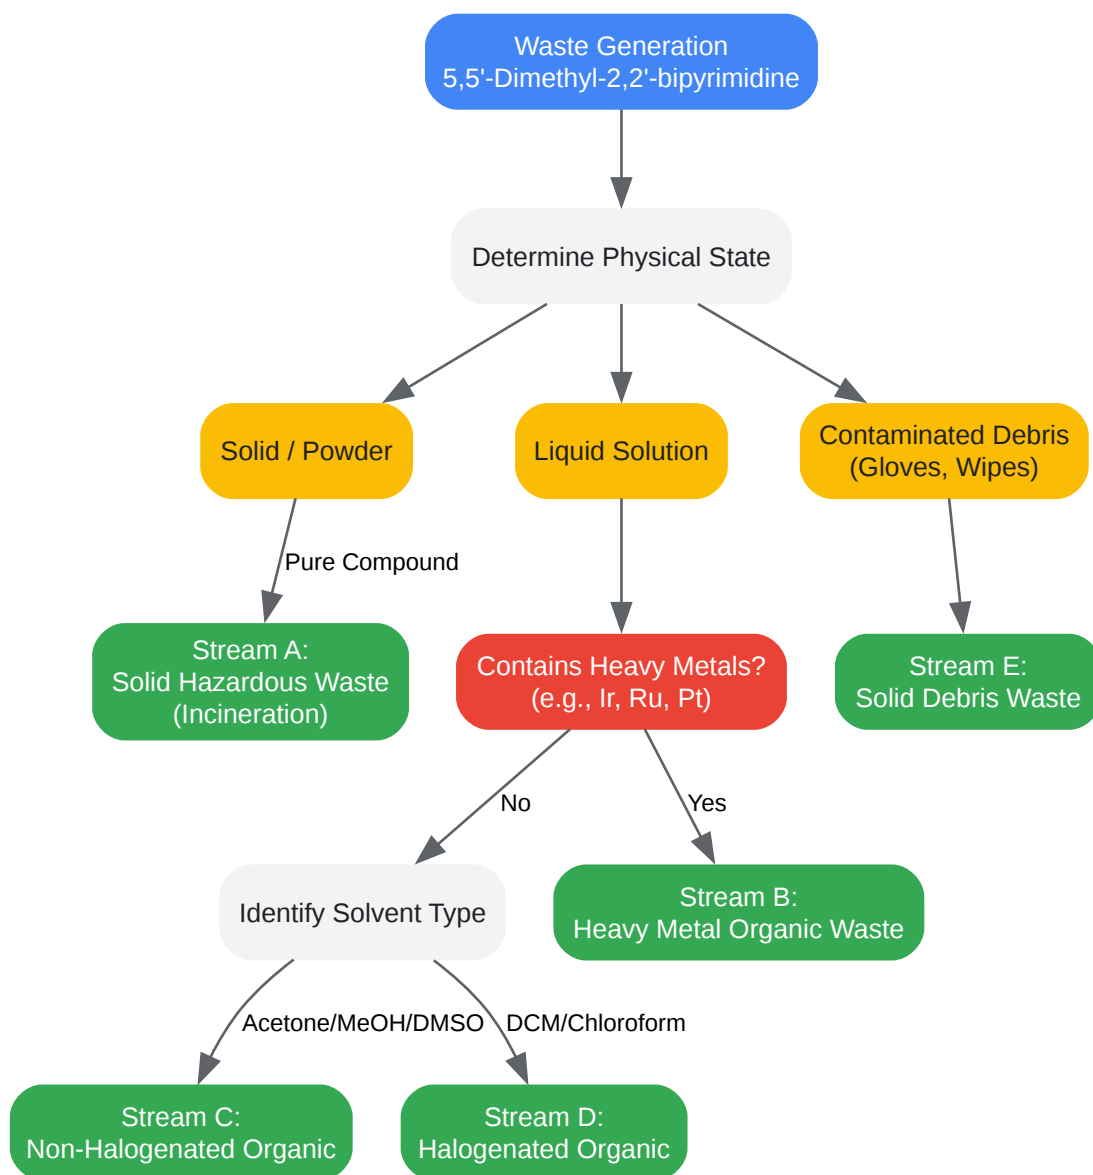 Waste Generation
5,5'-Dimethyl-2,2'-bipyrimidine
Determine Physical State
Solid / Powder
Liquid Solution
Contaminated Debris
(Gloves, Wipes)
Pure Compound
Stream A:
Solid Hazardous Waste
(Incineration)
Contains Heavy Metals?
(e.g., Ir, Ru, Pt)
Stream E:
Solid Debris Waste
No
Yes
Identify Solvent Type
Stream B:
Heavy Metal Organic Waste
Acetone/MeOH/DMSO
DCM/Chloroform
Stream C:
Non-Halogenated Organic
Stream D:
Halogenated Organic